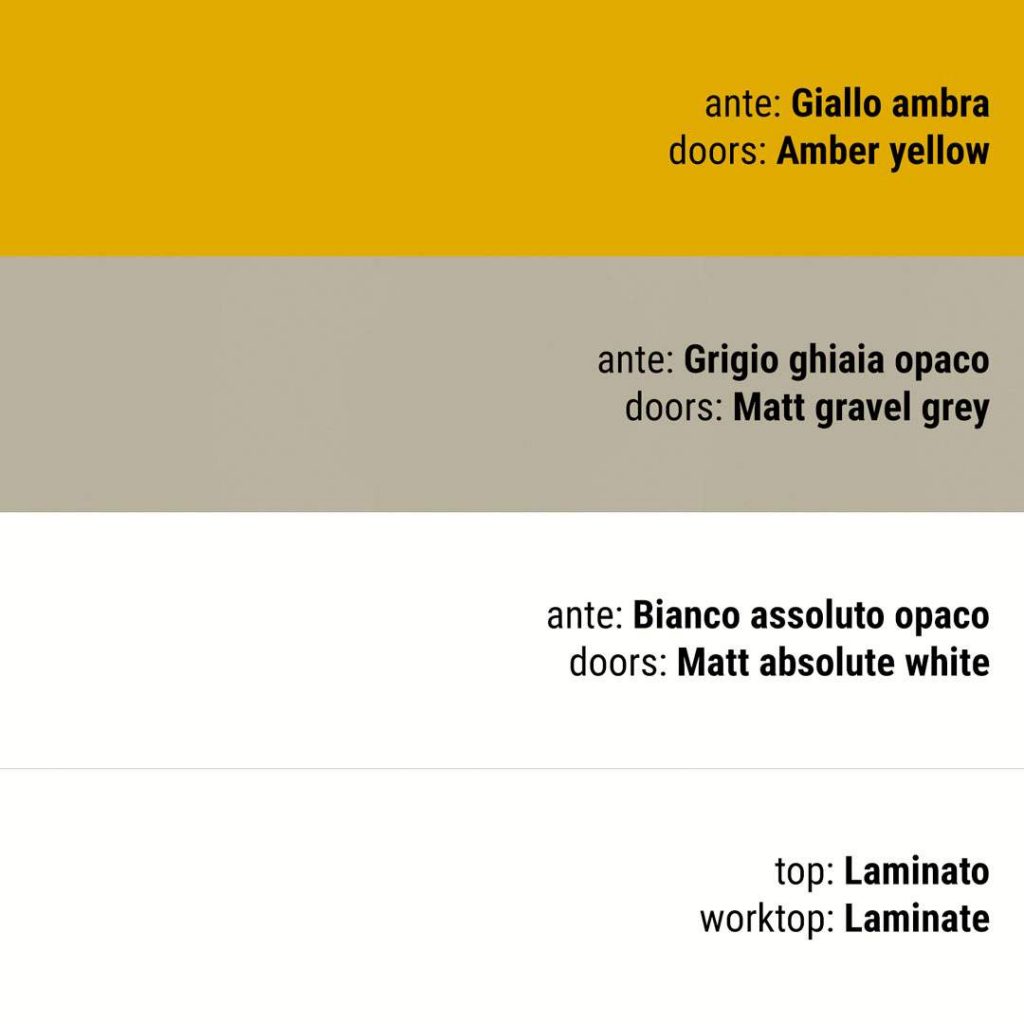 ante: Giallo ambra
doors: Amber yellow
ante: Grigio ghiaia opaco
doors: Matt gravel grey
ante: Bianco assoluto opaco
doors: Matt absolute white
top: Laminato
worktop: Laminate